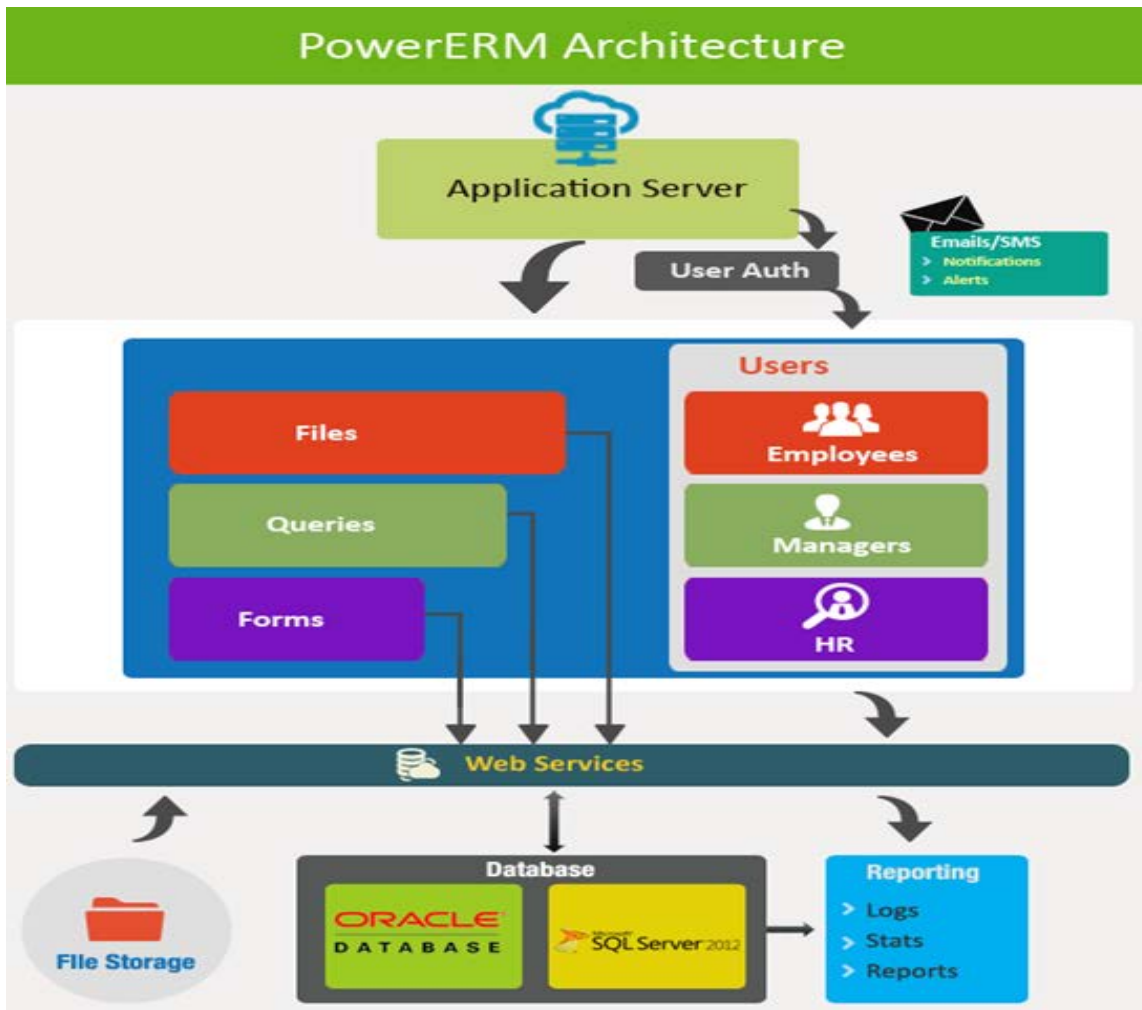 PowerERM Architecture
Application Server
User Auth
Emails/SMS
> Notifications
> Alerts
Users
Files
Employees
Queries
Managers
Forms
HR
Web Services
File Storage
Database
ORACLE
DATABASE
Microsoft
SQL Server 2012
Reporting
> Logs
> Stats
> Reports